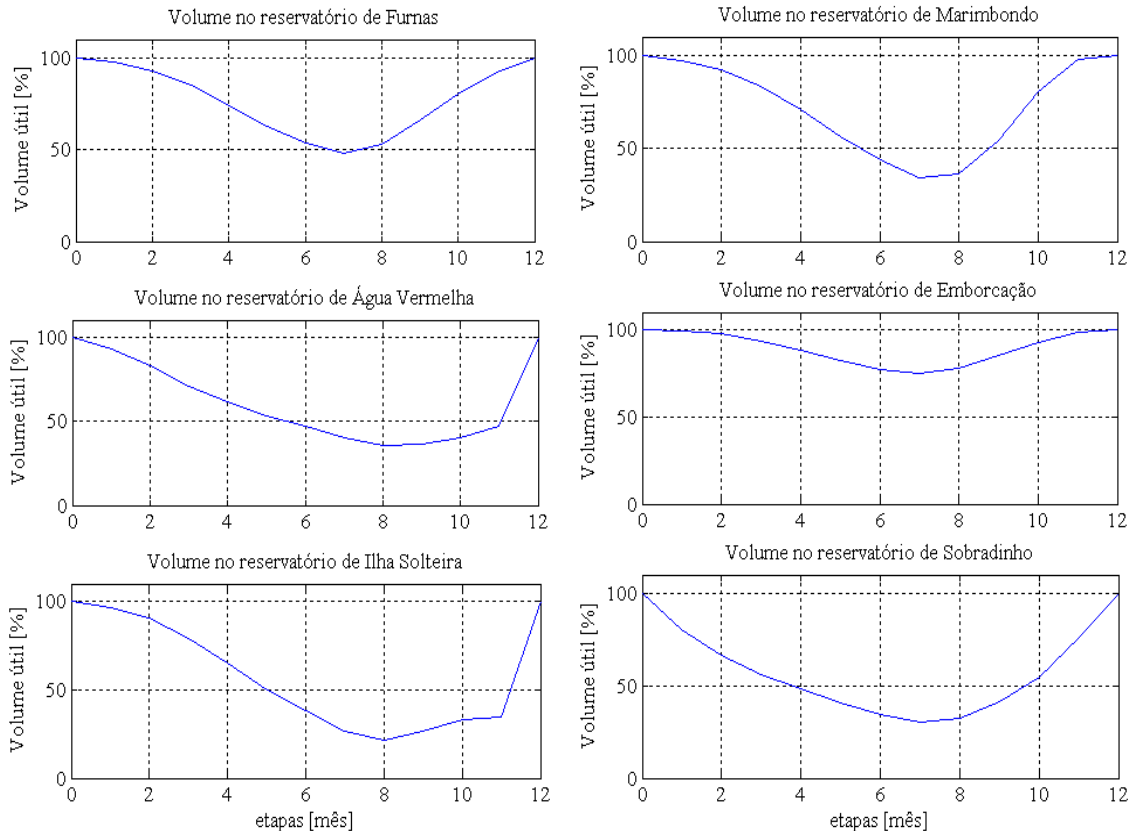 Volume no reservatório de Furnas
Volume útil [%]
100
50
0
0 2 4 6 8 10 12
Volume no reservatório de Marimbondo
Volume útil [%]
100
50
0
0 2 4 6 8 10 12
Volume no reservatório de Água Vermelha
Volume útil [%]
100
50
0
0 2 4 6 8 10 12
Volume no reservatório de Emborcação
Volume útil [%]
100
50
0
0 2 4 6 8 10 12
Volume no reservatório de Ilha Solteira
Volume útil [%]
100
50
0
0 2 4 6 8 10 12
etapas [mês]
Volume no reservatório de Sobradinho
Volume útil [%]
100
50
0
0 2 4 6 8 10 12
etapas [mês]